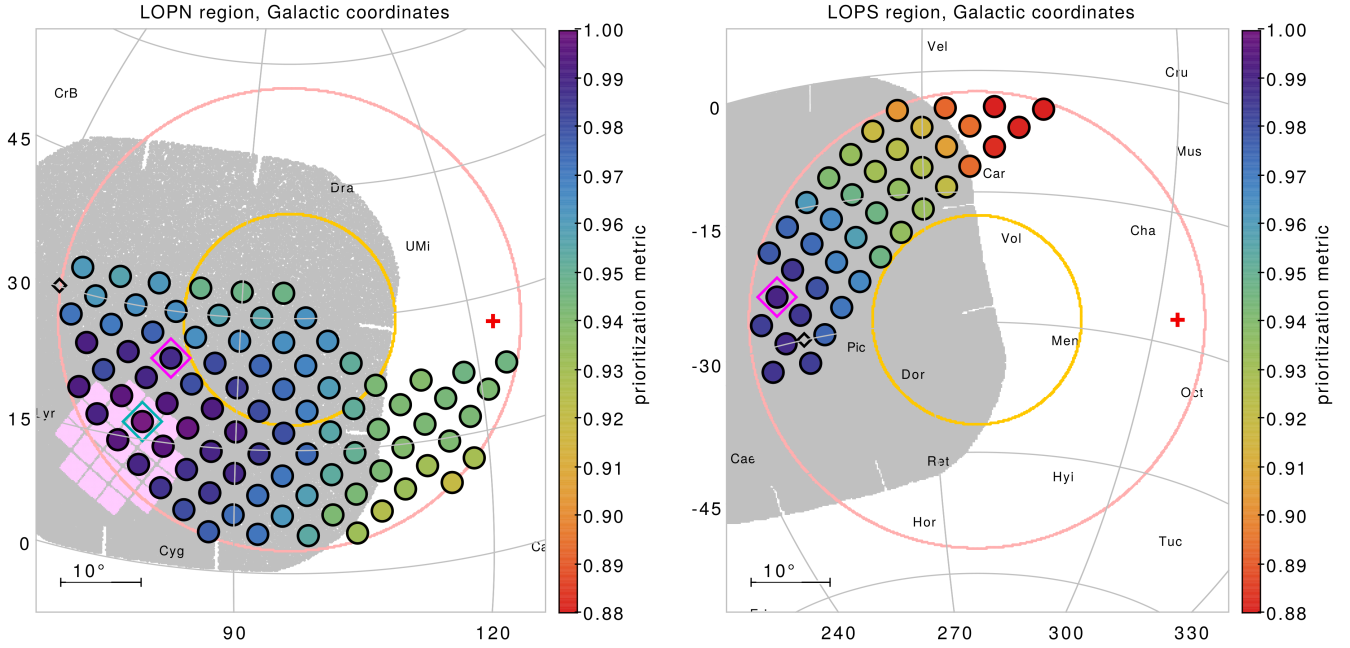 LOPN region, Galactic coordinates
CrB
Dra
UMi
Lyr
Cyg
10°
45
30
15
0
90
120
1.00
0.99
0.98
0.97
0.96
0.95
0.94
0.93
0.92
0.91
0.90
0.89
0.88
prioritization metric
LOPS region, Galactic coordinates
Vel
Cru
Mus
Car
Cha
Vol
Pic
Men
Dor
Oct
Cae
Ret
Hyi
Hor
Tuc
10°
0
-15
-30
-45
240
270
300
330
1.00
0.99
0.98
0.97
0.96
0.95
0.94
0.93
0.92
0.91
0.90
0.89
0.88
prioritization metric